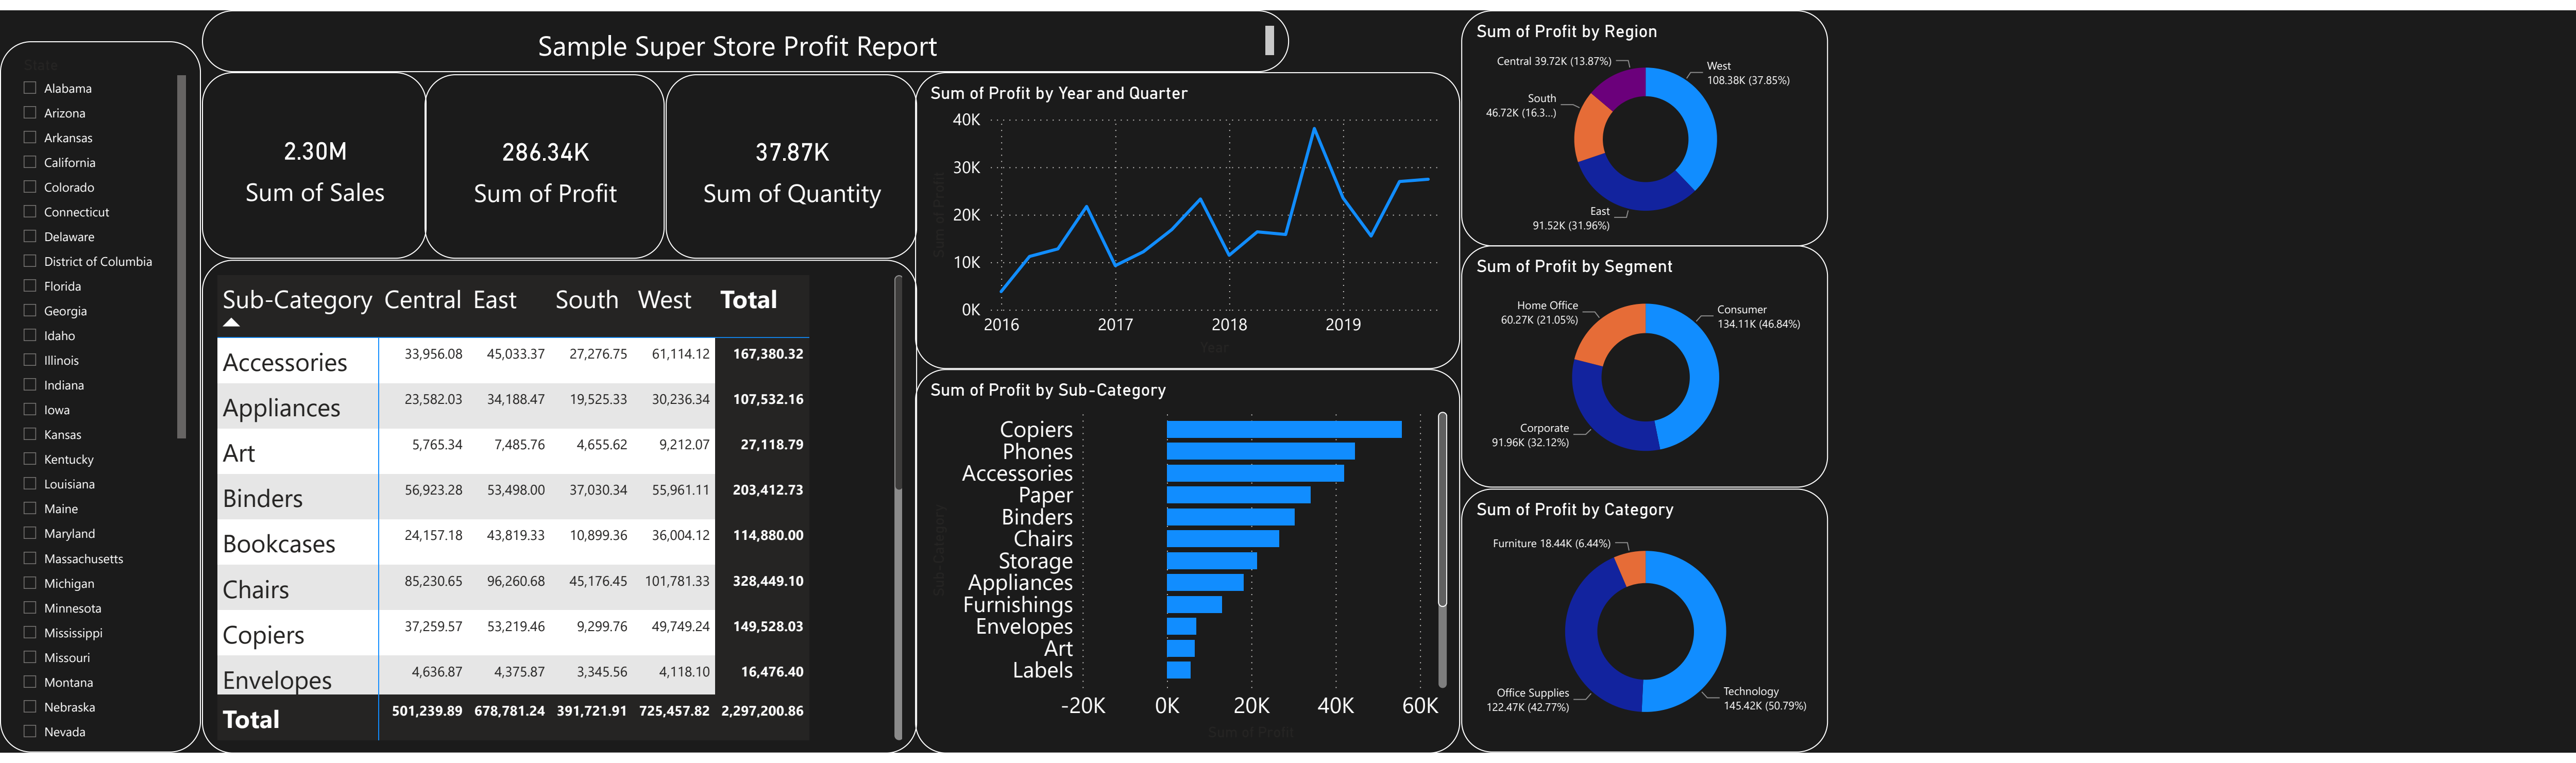 Sample Super Store Profit Report
State
Alabama
Arizona
Arkansas
California
Colorado
Connecticut
Delaware
District of Columbia
Florida
Georgia
Idaho
Illinois
Indiana
Iowa
Kansas
Kentucky
Louisiana
Maine
Maryland
Massachusetts
Michigan
Minnesota
Mississippi
Missouri
Montana
Nebraska
Nevada
2.30M
Sum of Sales
286.34K
Sum of Profit
37.87K
Sum of Quantity
Sub-Category Central East South West Total
Accessories 33,956.08 45,033.37 27,276.75 61,114.12 167,380.32
Appliances 23,582.03 34,188.47 19,525.33 30,236.34 107,532.16
Art 5,765.34 7,485.76 4,655.62 9,212.07 27,118.79
Binders 56,923.28 53,498.00 37,030.34 55,961.11 203,412.73
Bookcases 24,157.18 43,819.33 10,899.36 36,004.12 114,880.00
Chairs 85,230.65 96,260.68 45,176.45 101,781.33 328,449.10
Copiers 37,259.57 53,219.46 9,299.76 49,749.24 149,528.03
Envelopes 4,636.87 4,375.87 3,345.56 4,118.10 16,476.40
Total 501,239.89 678,781.24 391,721.91 725,457.82 2,297,200.86
Sum of Profit by Year and Quarter
Sum of Profit
40K
30K
20K
10K
0K
2016 2017 2018 2019
Year
Sum of Profit by Sub-Category
Sub-Category
Copiers
Phones
Accessories
Paper
Binders
Chairs
Storage
Appliances
Furnishings
Envelopes
Art
Labels
-20K 0K 20K 40K 60K
Sum of Profit
Sum of Profit by Region
Central 39.72K (13.87%)
West
108.38K (37.85%)
South
46.72K (16.3...)
East
91.52K (31.96%)
Sum of Profit by Segment
Home Office
60.27K (21.05%)
Consumer
134.11K (46.84%)
Corporate
91.96K (32.12%)
Sum of Profit by Category
Furniture 18.44K (6.44%)
Office Supplies
122.47K (42.77%)
Technology
145.42K (50.79%)